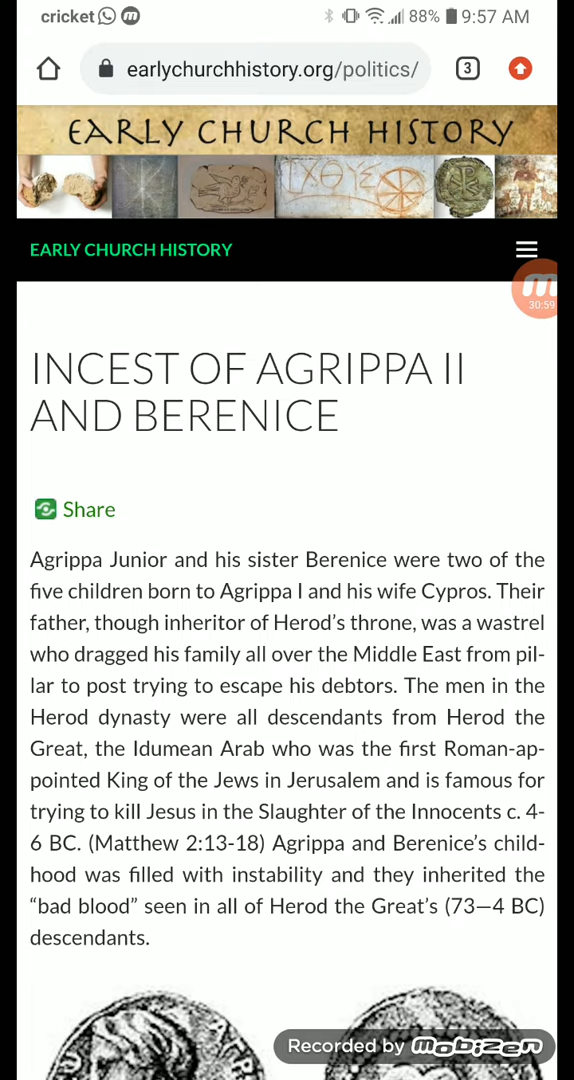 cricket 88% 9:57 AM
earlychurchhistory.org/politics/ 3
EARLY CHURCH HISTORY
ΙΧΘΥΣ
EARLY CHURCH HISTORY
30:59
INCEST OF AGRIPPA II
AND BERENICE
Share
Agrippa Junior and his sister Berenice were two of the
five children born to Agrippa I and his wife Cypros. Their
father, though inheritor of Herod's throne, was a wastrel
who dragged his family all over the Middle East from pil-
lar to post trying to escape his debtors. The men in the
Herod dynasty were all descendants from Herod the
Great, the Idumean Arab who was the first Roman-ap-
pointed King of the Jews in Jerusalem and is famous for
trying to kill Jesus in the Slaughter of the Innocents c. 4-
6 BC. (Matthew 2:13-18) Agrippa and Berenice's child-
hood was filled with instability and they inherited the
“bad blood” seen in all of Herod the Great's (73—4 BC)
descendants.
Recorded by mobizen